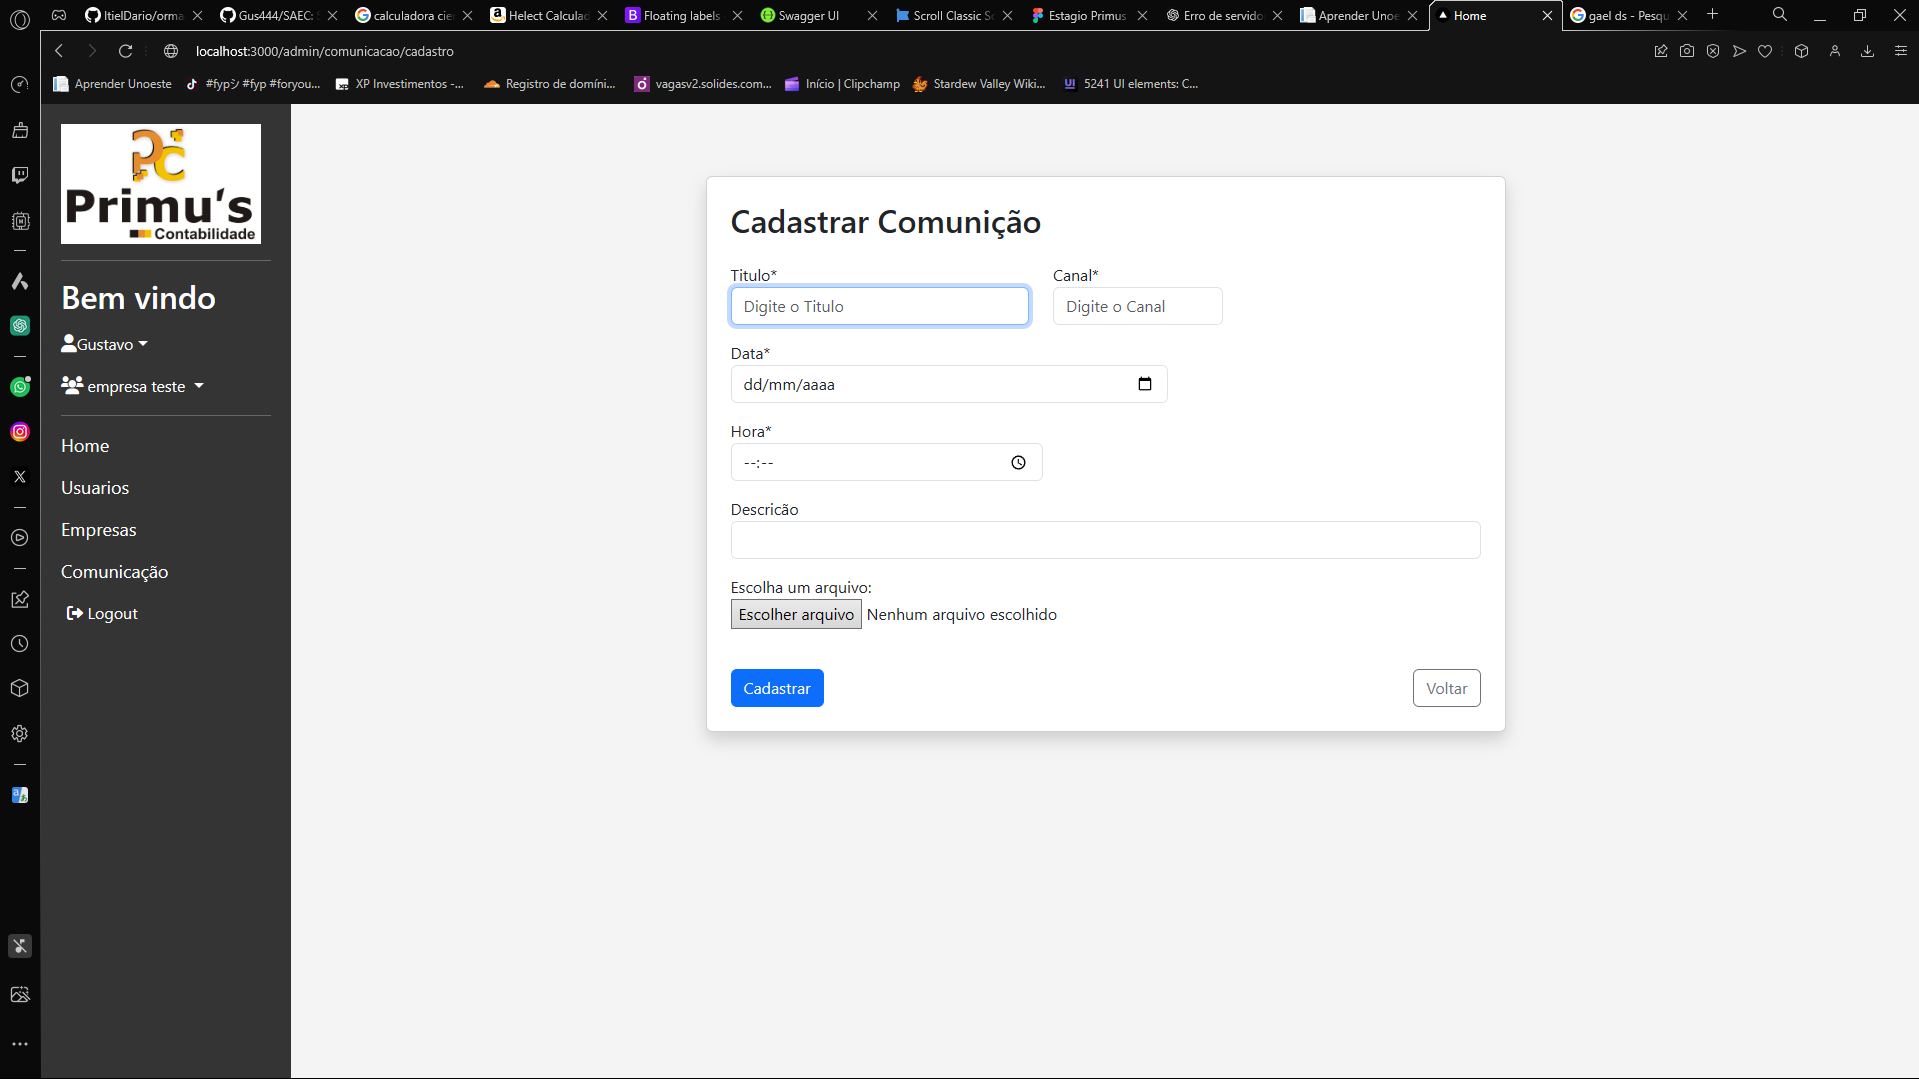 ItielDario/orma
Gus444/SAEC:
calculadora cie
Helect Calculad
Floating labels
Swagger UI
Scroll Classic S
Estagio Primus
Erro de servido
Aprender Unoe
Home
gael ds - Pesqu
localhost:3000/admin/comunicacao/cadastro
Aprender Unoeste
#fypシ #fyp #foryou...
XP Investimentos -...
Registro de domíni...
vagasv2.solides.com...
Início | Clipchamp
Stardew Valley Wiki...
UI
5241 UI elements: C...
PC
Primu's
Contabilidade
Bem vindo
Gustavo
empresa teste
Home
Usuarios
Empresas
Comunicação
Logout
Cadastrar Comunição
Titulo*
Canal*
Digite o Titulo
Digite o Canal
Data*
dd/mm/aaaa
Hora*
--:--
Descricão
Escolha um arquivo:
Escolher arquivo Nenhum arquivo escolhido
Cadastrar
Voltar